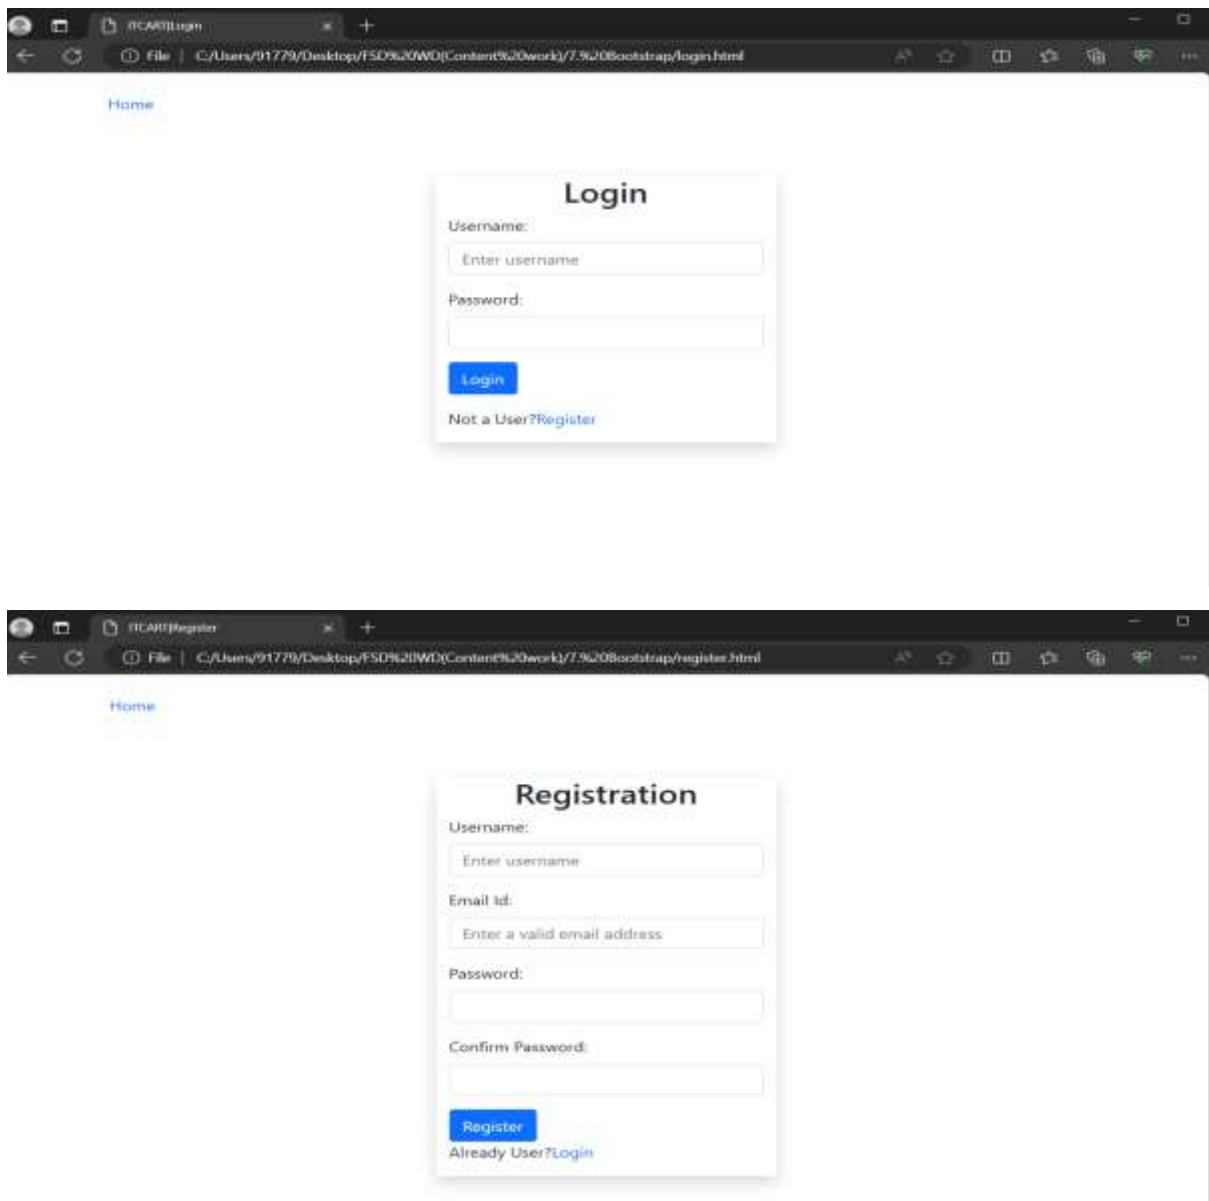 ITCART|Login
File | C:/Users/91779/Desktop/FSD%20WD(Content%20work)/7.%20Bootstrap/login.html
Home
Login
Username:
Enter username
Password:
Login
Not a User?Register
ITCART|Register
File | C:/Users/91779/Desktop/FSD%20WD(Content%20work)/7.%20Bootstrap/register.html
Home
Registration
Username:
Enter username
Email Id:
Enter a valid email address
Password:
Confirm Password:
Register
Already User?Login